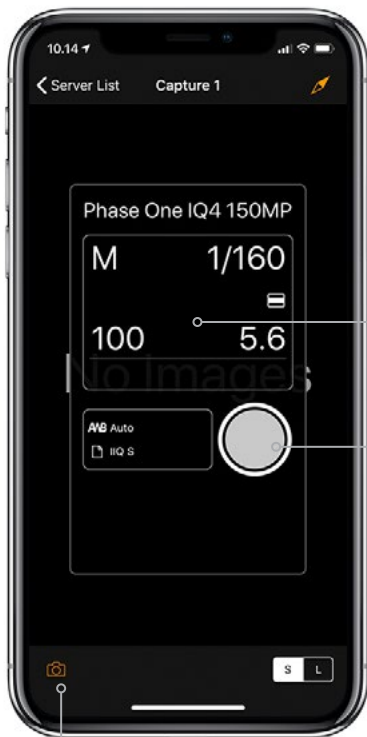 10.14
Server List Capture 1
Phase One IQ4 150MP
M 1/160
100 5.6
No Images
AWB Auto
IIQ S
S L